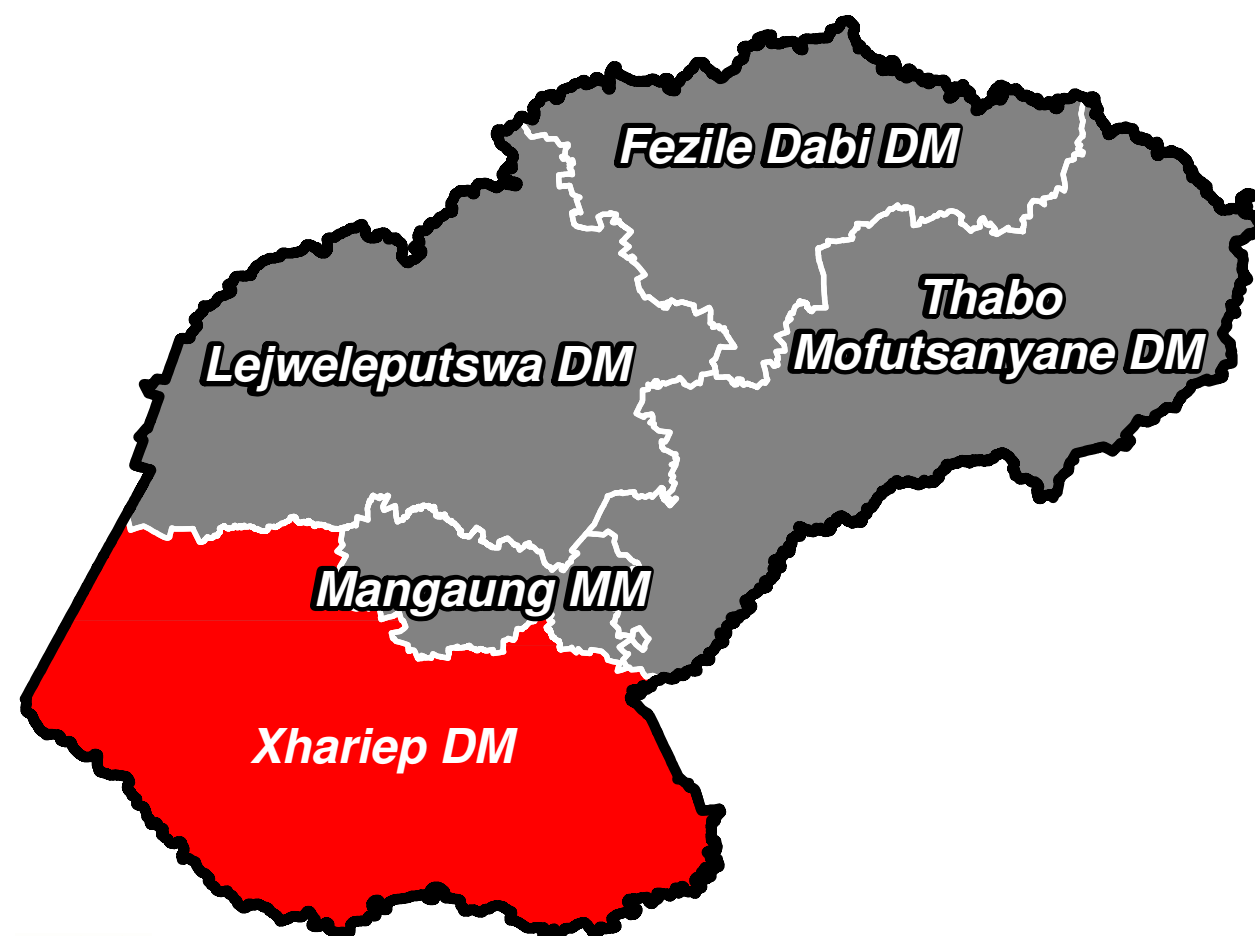 Fezile Dabi DM
Thabo
Mofutsanyane DM
Lejweleputswa DM
Mangaung MM
Xhariep DM